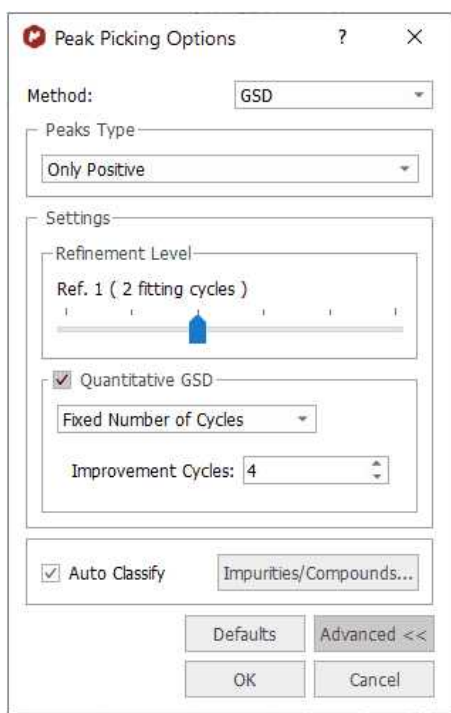 Peak Picking Options ?
Method: GSD
Peaks Type
Only Positive
Settings
Refinement Level
Ref. 1 ( 2 fitting cycles )
Quantitative GSD
Fixed Number of Cycles
Improvement Cycles: 4
Auto Classify Impurities/Compounds...
Defaults Advanced <<
OK Cancel